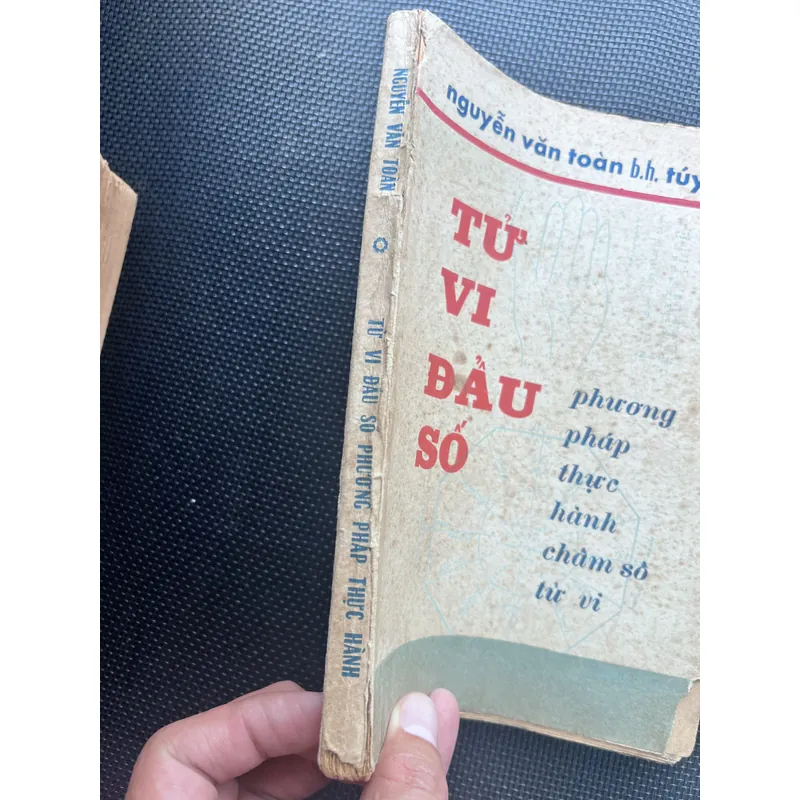 NGUYỄN VĂN TOÀN
TỬ VI ĐẨU SỐ PHƯƠNG PHÁP THỰC HÀNH
nguyễn văn toàn b.h. túy
TỬ
VI
ĐẨU
SỐ
phương
pháp
thực
hành
châm số
tử vi